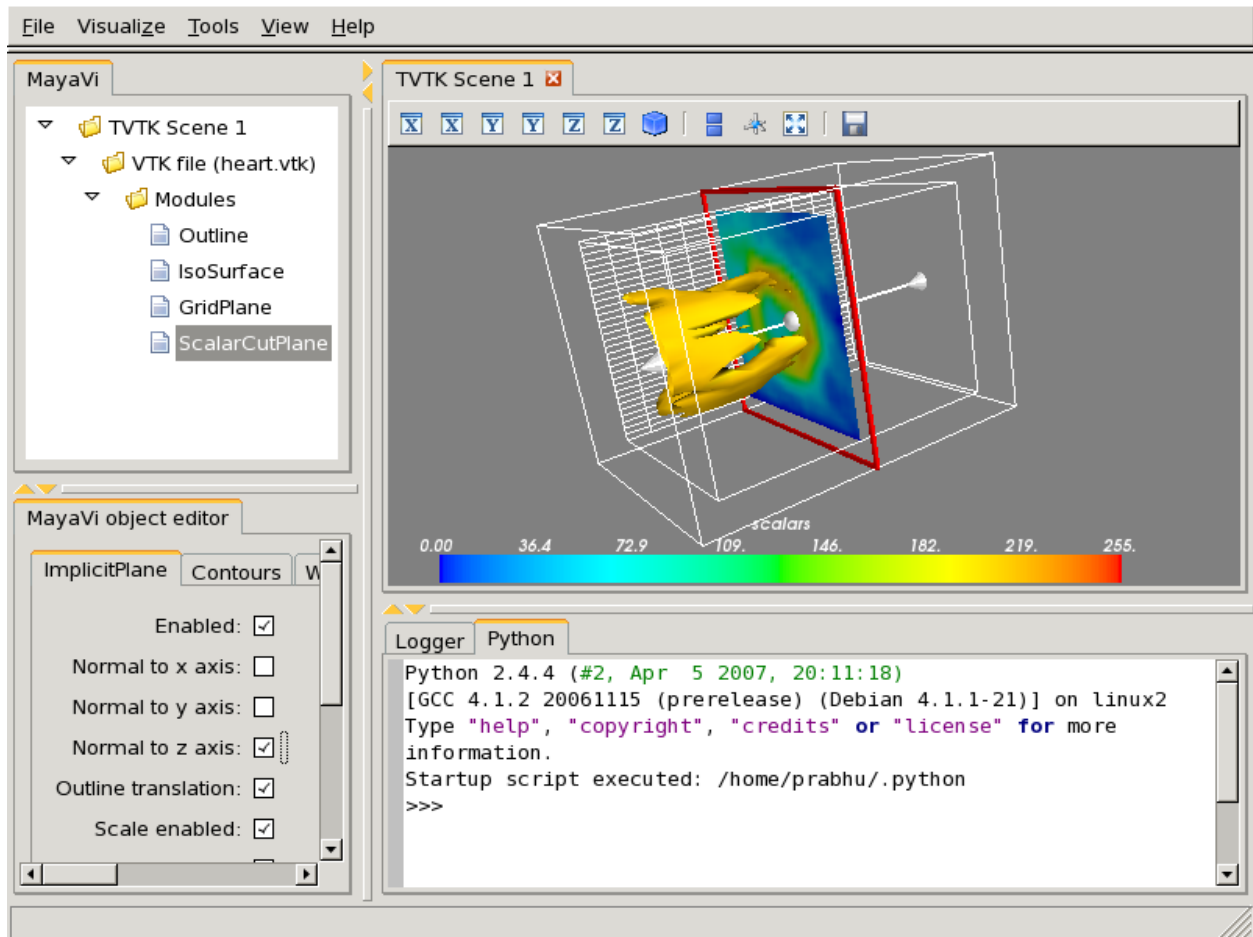 File Visualize Tools View Help
MayaVi
TVTK Scene 1
VTK file (heart.vtk)
Modules
Outline
IsoSurface
GridPlane
ScalarCutPlane
MayaVi object editor
ImplicitPlane Contours
Enabled:
Normal to x axis:
Normal to y axis:
Normal to z axis:
Outline translation:
Scale enabled:
TVTK Scene 1
X X Y Y Z Z
scalars
0.00 36.4 72.9 109. 146. 182. 219. 255.
Logger Python
Python 2.4.4 (#2, Apr 5 2007, 20:11:18)
[GCC 4.1.2 20061115 (prerelease) (Debian 4.1.1-21)] on linux2
Type "help", "copyright", "credits" or "license" for more
information.
Startup script executed: /home/prabhu/.python
>>>